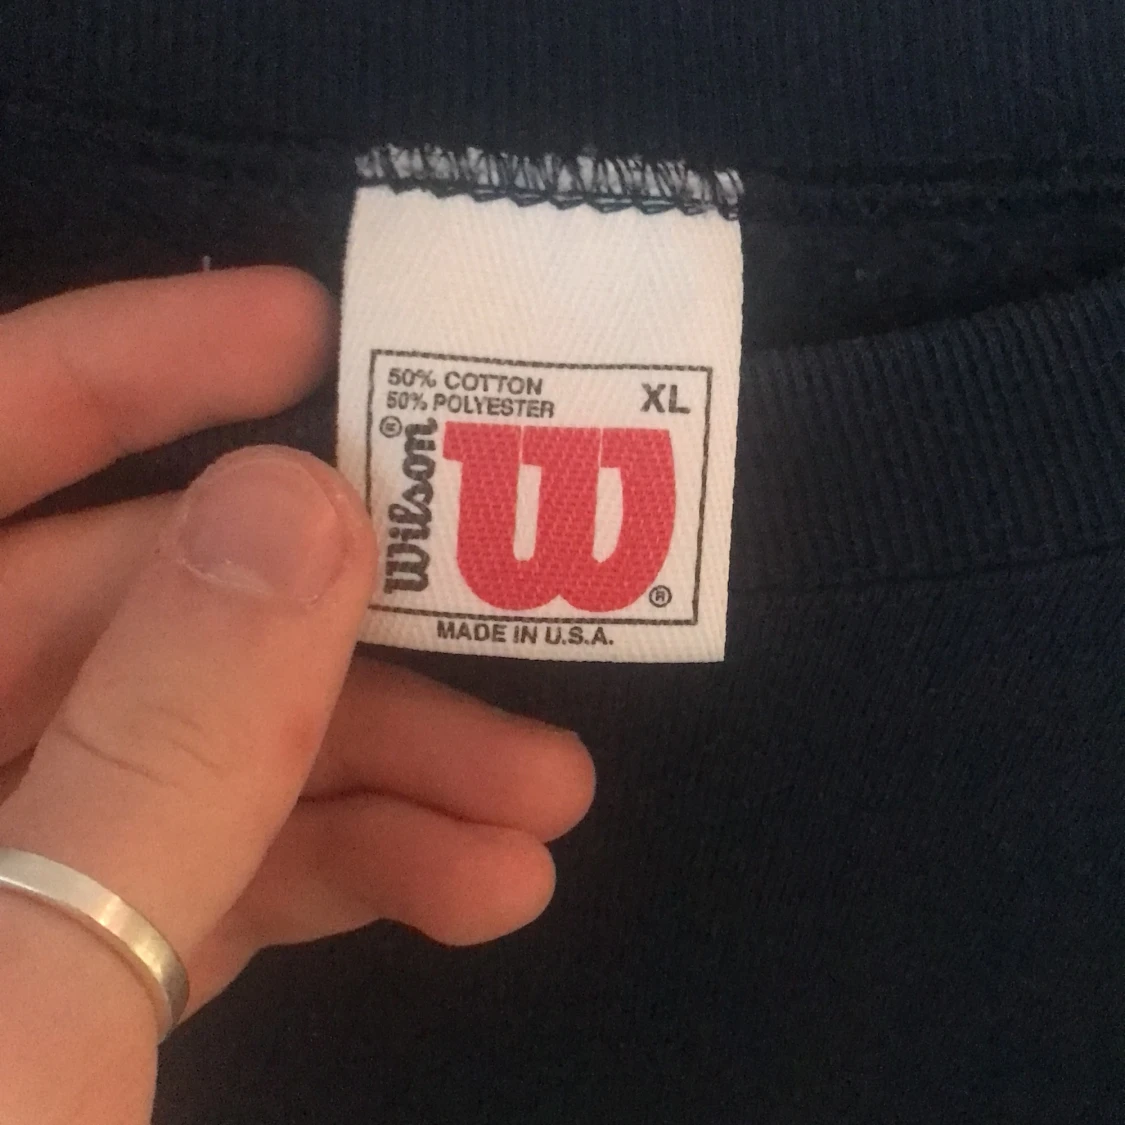 50% COTTON
50% POLYESTER
XL
Wilson®
W®
MADE IN U.S.A.